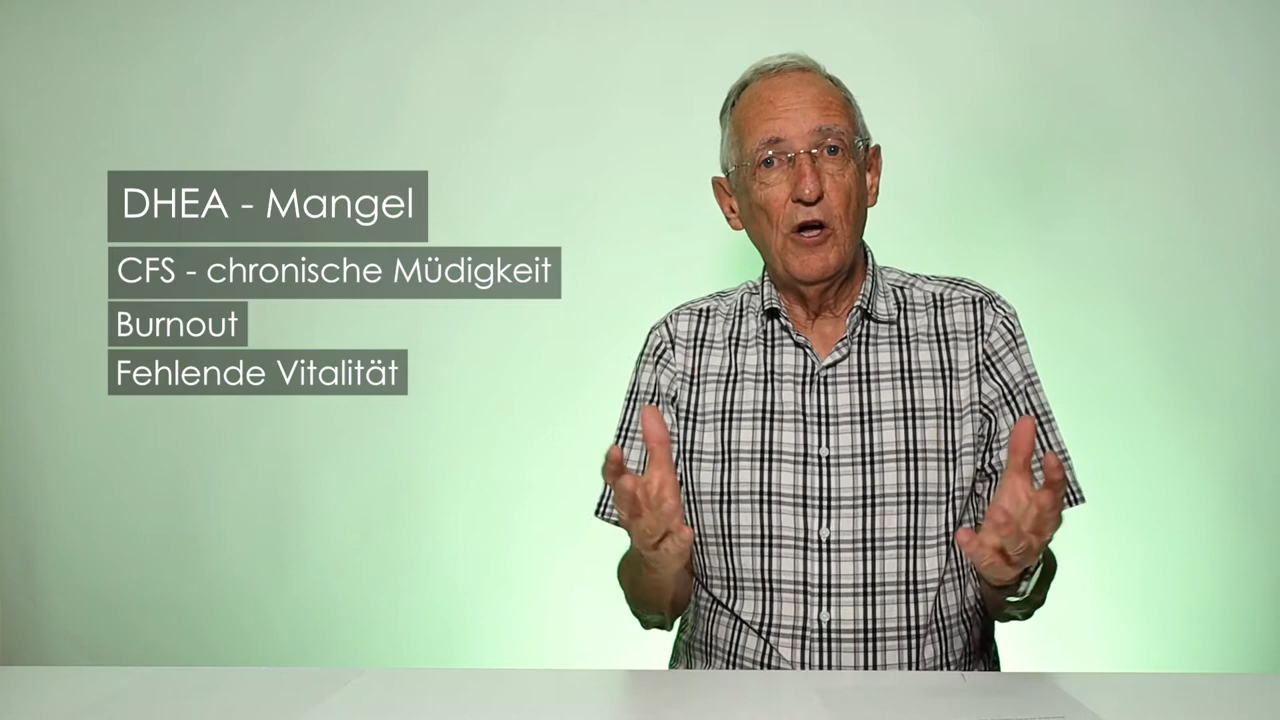 DHEA - Mangel
CFS - chronische Müdigkeit
Burnout
Fehlende Vitalität